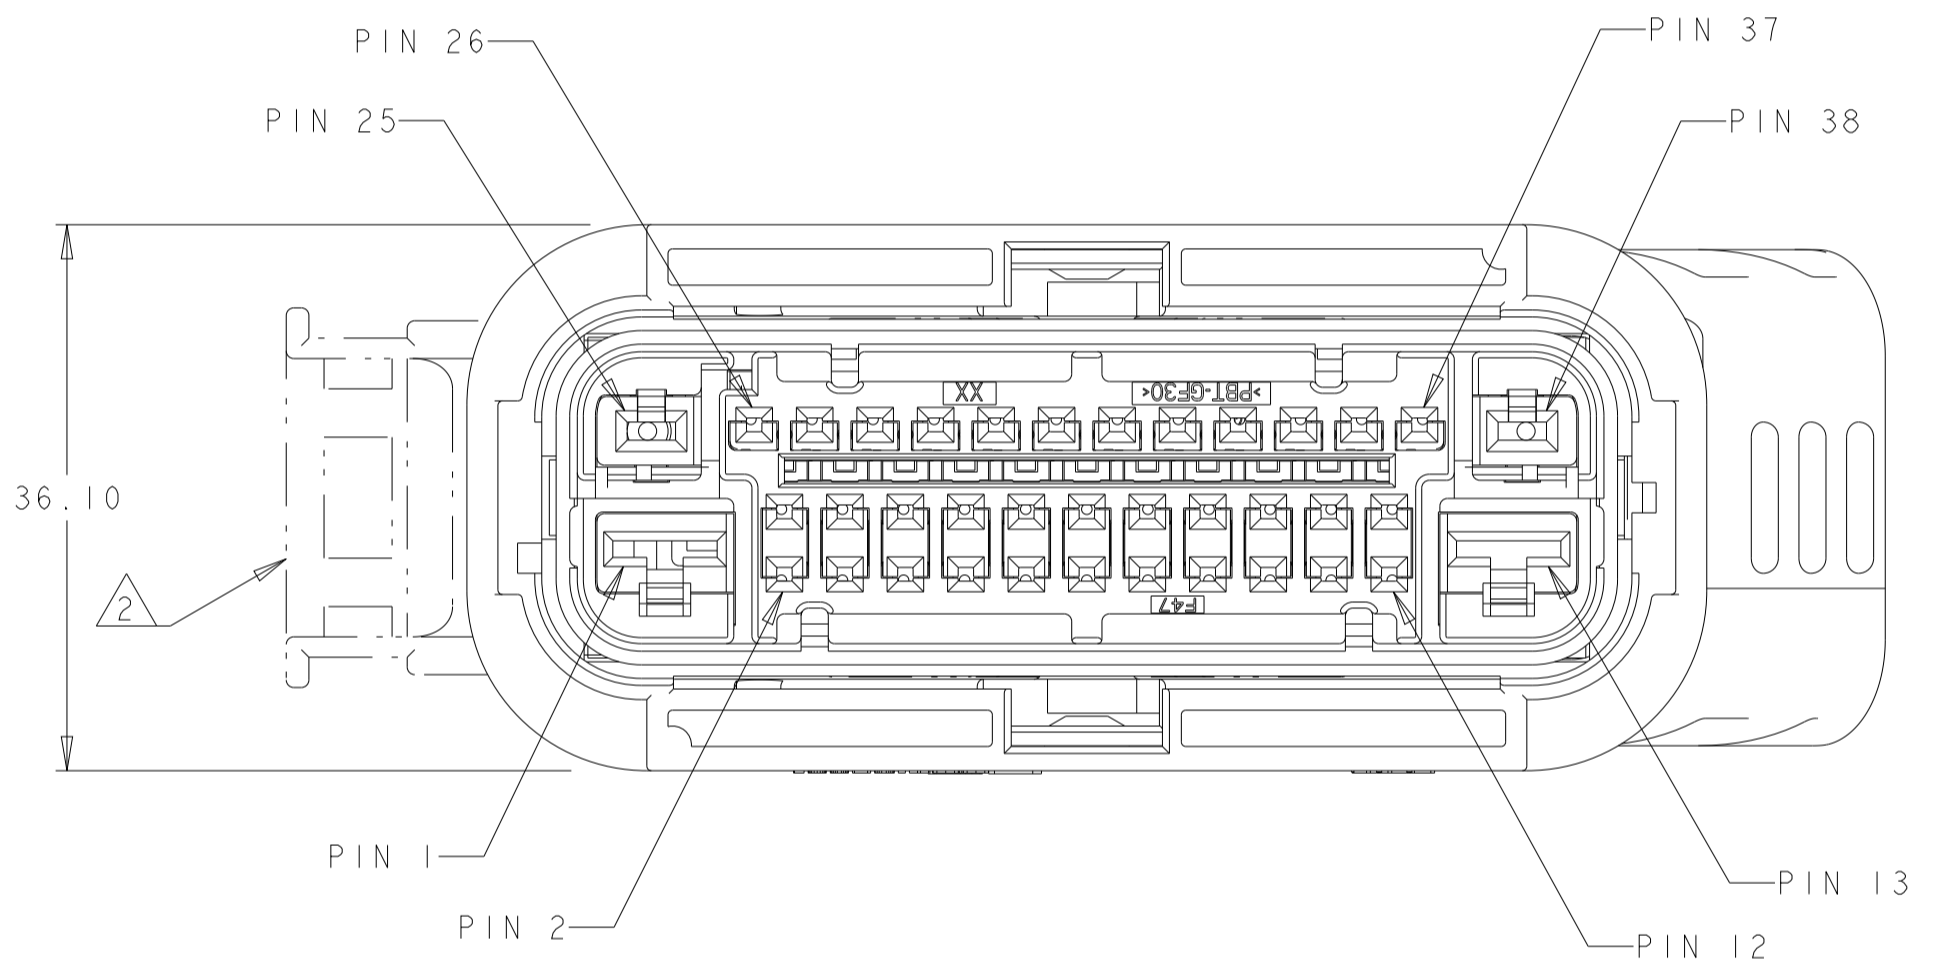 PIN 26
PIN 37
PIN 25
PIN 38
XX
>PBT-GF30<
36.10
2
F47
PIN 1
PIN 13
PIN 2
PIN 12